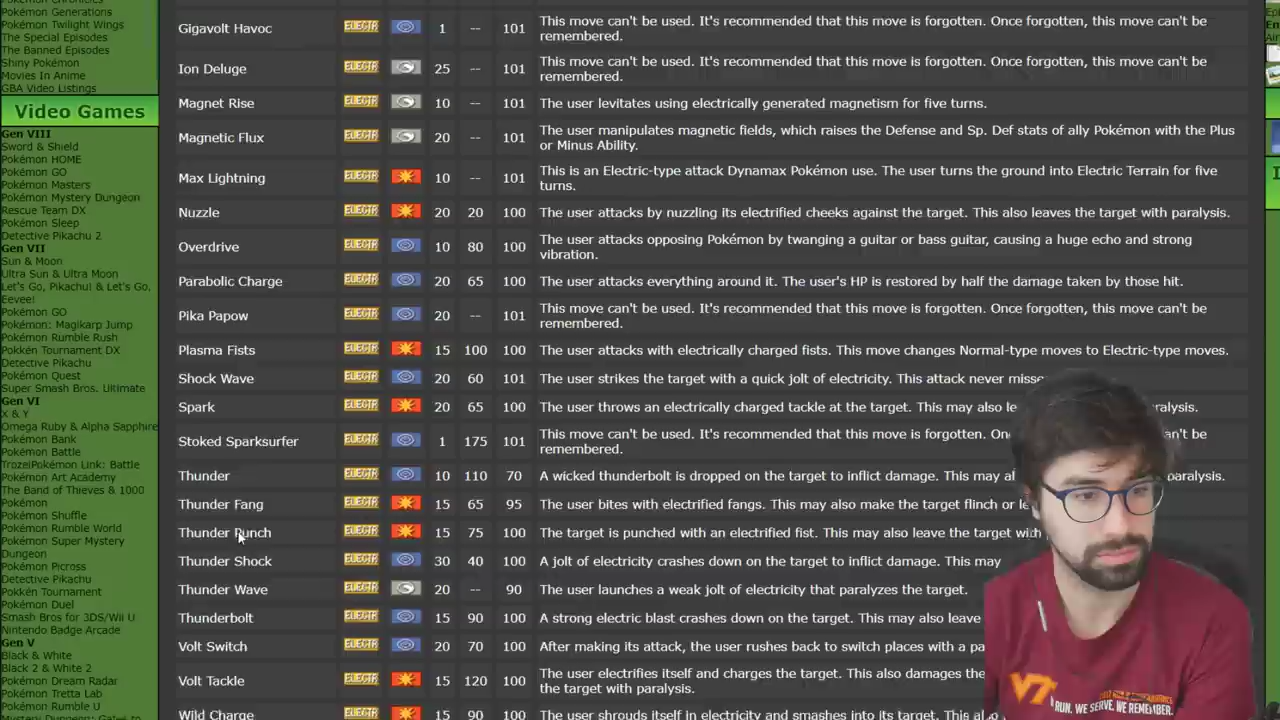 Pokémon Generations
Pokémon Twilight Wings
The Special Episodes
The Banned Episodes
Shiny Pokémon
Movies In Anime
GBA Video Listings
Video Games
Gen VIII
Sword & Shield
Pokémon HOME
Pokémon GO
Pokémon Masters
Pokémon Mystery Dungeon
Rescue Team DX
Pokémon Sleep
Detective Pikachu 2
Gen VII
Sun & Moon
Ultra Sun & Ultra Moon
Let's Go, Pikachu! & Let's Go,
Eevee!
Pokémon GO
Pokémon: Magikarp Jump
Pokémon Rumble Rush
Pokkén Tournament DX
Detective Pikachu
Pokémon Quest
Super Smash Bros. Ultimate
Gen VI
X & Y
Omega Ruby & Alpha Sapphire
Pokémon Bank
Pokémon Battle
TrozeiPokémon Link: Battle
Pokémon Art Academy
The Band of Thieves & 1000
Pokémon
Pokémon Shuffle
Pokémon Rumble World
Pokémon Super Mystery
Dungeon
Pokémon Picross
Detective Pikachu
Pokkén Tournament
Pokémon Duel
Smash Bros for 3DS/Wii U
Nintendo Badge Arcade
Gen V
Black & White
Black 2 & White 2
Pokémon Dream Radar
Pokémon Tretta Lab
Pokémon Rumble U
Mystery Dungeon: Gates to
Gigavolt Havoc ELECTR 1 -- 101 This move can't be used. It's recommended that this move is forgotten. Once forgotten, this move can't be
remembered.
Ion Deluge ELECTR 25 -- 101 This move can't be used. It's recommended that this move is forgotten. Once forgotten, this move can't be
remembered.
Magnet Rise ELECTR 10 -- 101 The user levitates using electrically generated magnetism for five turns.
Magnetic Flux ELECTR 20 -- 101 The user manipulates magnetic fields, which raises the Defense and Sp. Def stats of ally Pokémon with the Plus
or Minus Ability.
Max Lightning ELECTR 10 -- 101 This is an Electric-type attack Dynamax Pokémon use. The user turns the ground into Electric Terrain for five
turns.
Nuzzle ELECTR 20 20 100 The user attacks by nuzzling its electrified cheeks against the target. This also leaves the target with paralysis.
Overdrive ELECTR 10 80 100 The user attacks opposing Pokémon by twanging a guitar or bass guitar, causing a huge echo and strong
vibration.
Parabolic Charge ELECTR 20 65 100 The user attacks everything around it. The user's HP is restored by half the damage taken by those hit.
Pika Papow ELECTR 20 -- 101 This move can't be used. It's recommended that this move is forgotten. Once forgotten, this move can't be
remembered.
Plasma Fists ELECTR 15 100 100 The user attacks with electrically charged fists. This move changes Normal-type moves to Electric-type moves.
Shock Wave ELECTR 20 60 101 The user strikes the target with a quick jolt of electricity. This attack never
Spark ELECTR 20 65 100 The user throws an electrically charged tackle at the target. This may also
Stoked Sparksurfer ELECTR 1 175 101 This move can't be used. It's recommended that this move is forgotten. can't be
remembered.
Thunder ELECTR 10 110 70 A wicked thunderbolt is dropped on the target to inflict damage. This may paralysis.
Thunder Fang ELECTR 15 65 95 The user bites with electrified fangs. This may also make the target flinch or
Thunder Punch ELECTR 15 75 100 The target is punched with an electrified fist. This may also leave the target
Thunder Shock ELECTR 30 40 100 A jolt of electricity crashes down on the target to inflict damage. This may
Thunder Wave ELECTR 20 -- 90 The user launches a weak jolt of electricity that paralyzes the target.
Thunderbolt ELECTR 15 90 100 A strong electric blast crashes down on the target. This may also leave
Volt Switch ELECTR 20 70 100 After making its attack, the user rushes back to switch places with a
Volt Tackle ELECTR 15 120 100 The user electrifies itself and charges the target. This also damages the
the target with paralysis.
Wild Charge ELECTR 15 90 100 The user shrouds itself in electricity and smashes into its target. This
VT
I RUN. WE SERVE. WE REMEMBER.